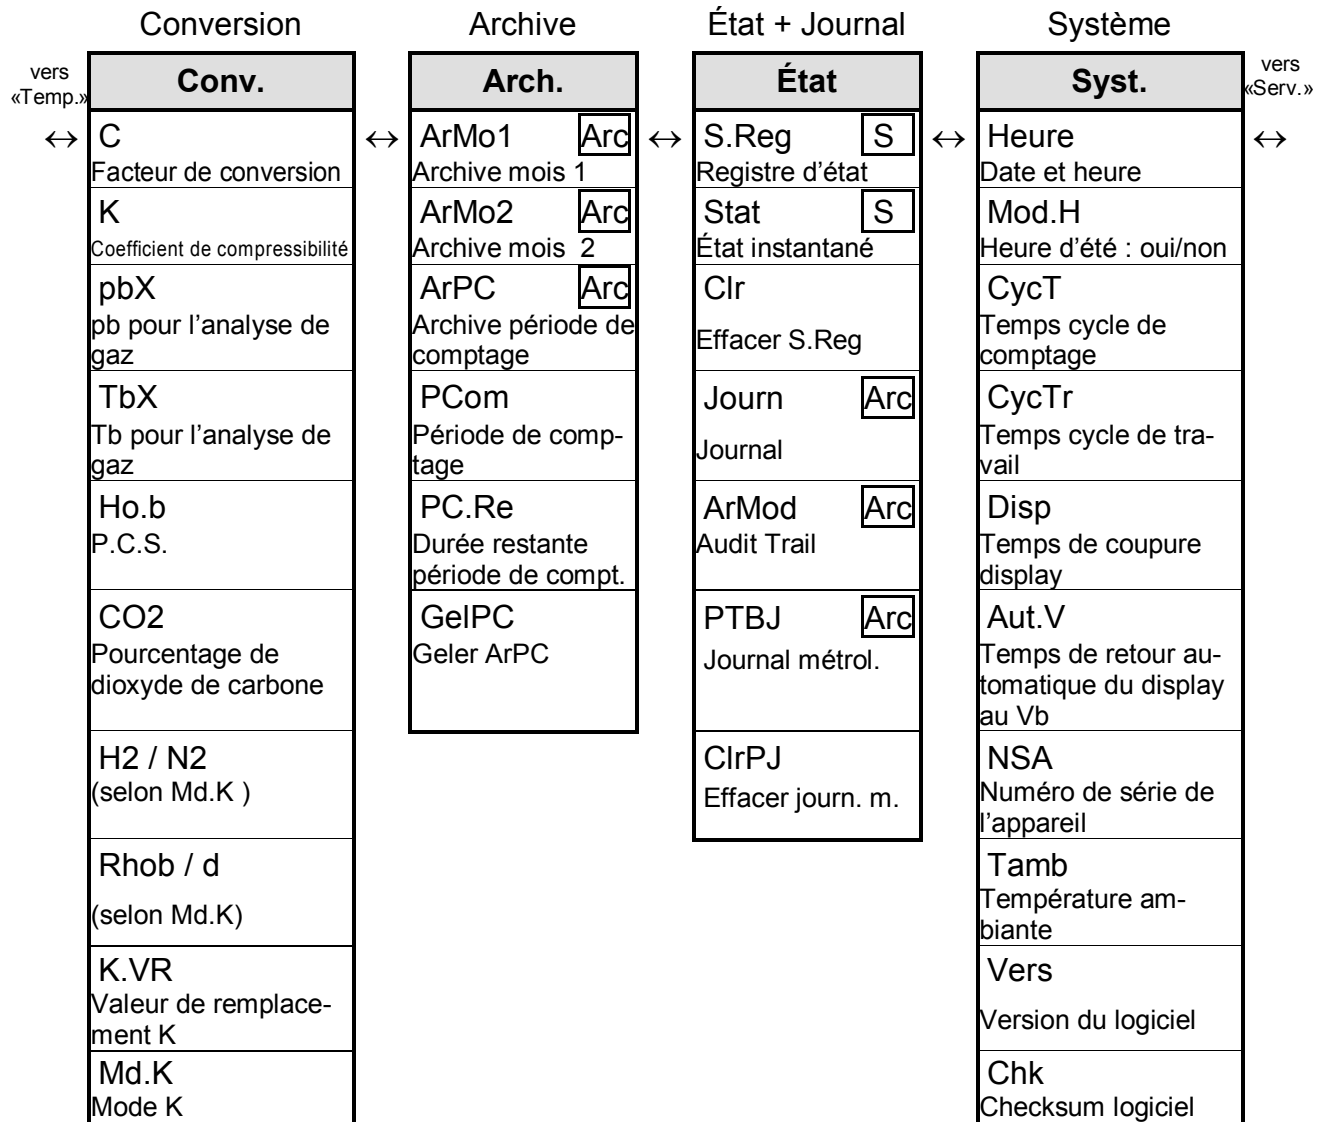 Conversion
Archive
État + Journal
Système
vers
«Temp.»
Conv.
Arch.
État
Syst.
vers
«Serv.»
↔
C
Facteur de conversion
K
Coefficient de compressibilité
pbX
pb pour l'analyse de
gaz
TbX
Tb pour l'analyse de
gaz
Ho.b
P.C.S.
CO2
Pourcentage de
dioxyde de carbone
H2 / N2
(selon Md.K )
Rhob / d
(selon Md.K)
K.VR
Valeur de remplace-
ment K
Md.K
Mode K
↔
ArMo1 Arc
Archive mois 1
ArMo2 Arc
Archive mois 2
ArPC Arc
Archive période de
comptage
PCom
Période de comp-
tage
PC.Re
Durée restante
période de compt.
GelPC
Geler ArPC
↔
S.Reg S
Registre d'état
Stat S
État instantané
Clr
Effacer S.Reg
Journ Arc
Journal
ArMod Arc
Audit Trail
PTBJ Arc
Journal métrol.
ClrPJ
Effacer journ. m.
↔
Heure
Date et heure
Mod.H
Heure d'été : oui/non
CycT
Temps cycle de
comptage
CycTr
Temps cycle de tra-
vail
Disp
Temps de coupure
display
Aut.V
Temps de retour au-
tomatique du display
au Vb
NSA
Numéro de série de
l'appareil
Tamb
Température am-
biante
Vers
Version du logiciel
Chk
Checksum logiciel
↔